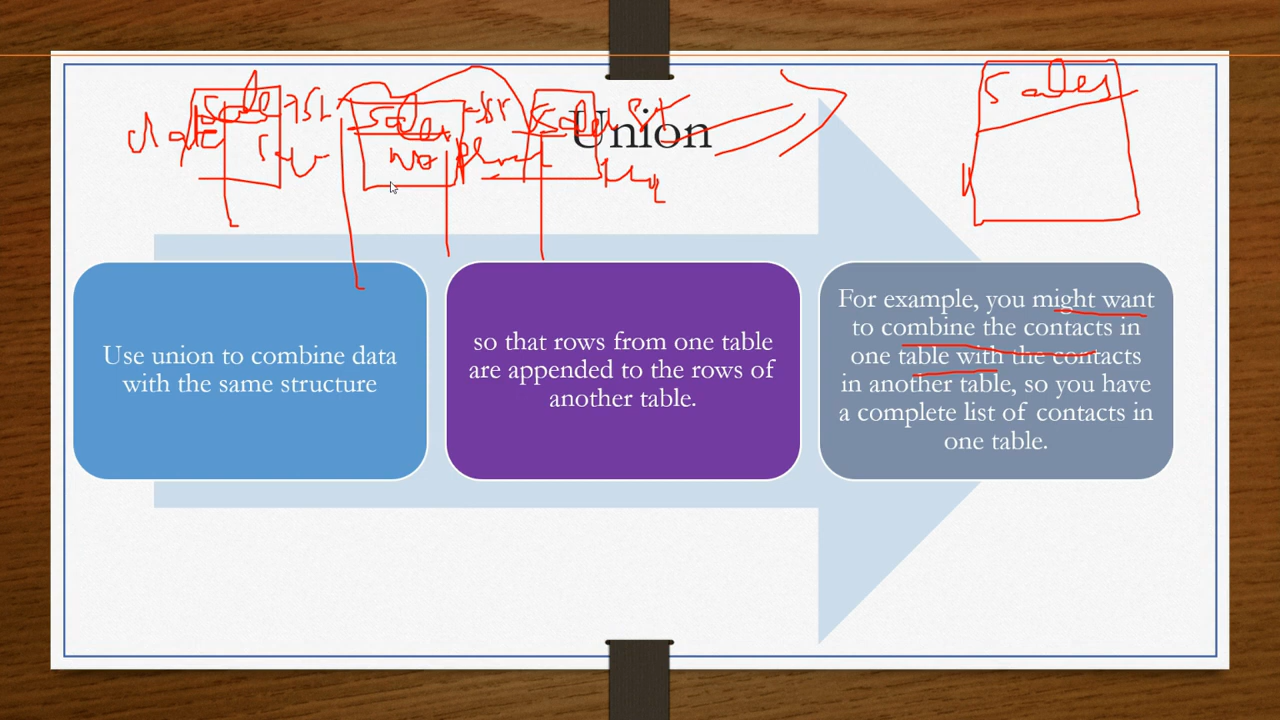 Sales
Sales
Sales
Sales
Union
Use union to combine data
with the same structure
so that rows from one table
are appended to the rows of
another table.
For example, you might want
to combine the contacts in
one table with the contacts
in another table, so you have
a complete list of contacts in
one table.